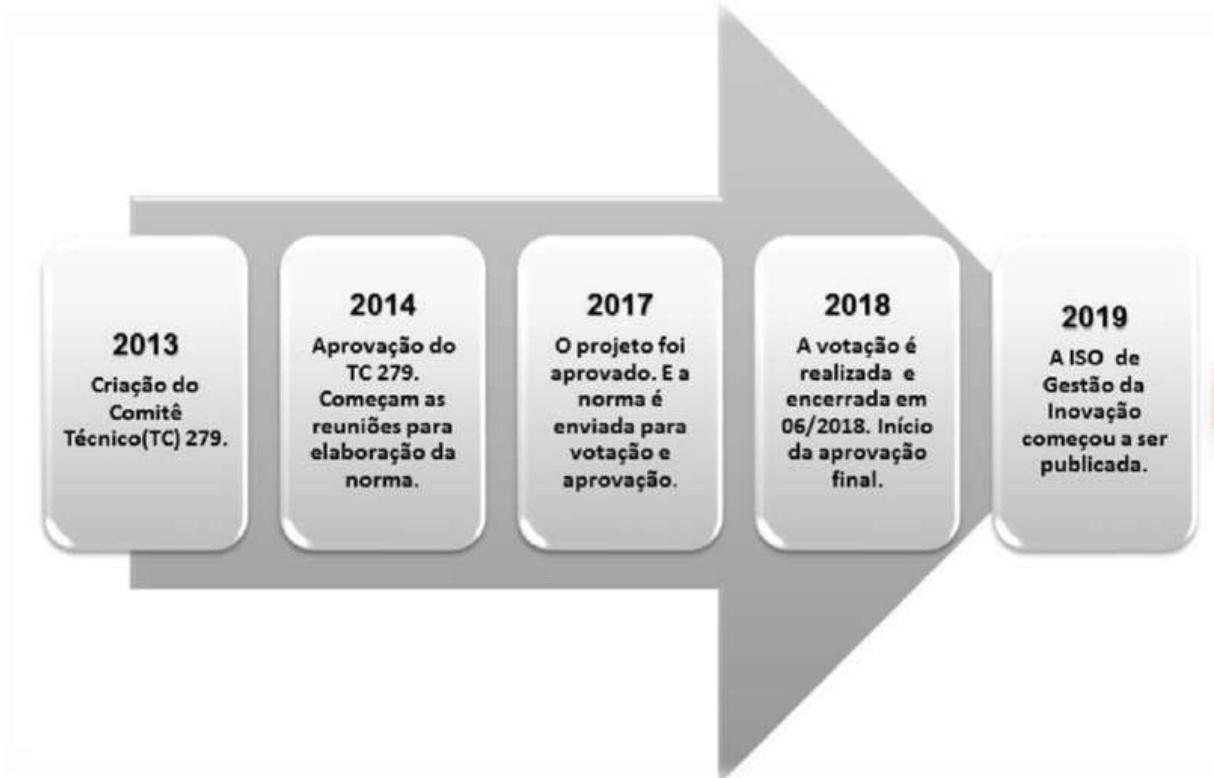 2013
Criação do
Comitê
Técnico(TC) 279.
2014
Aprovação do
TC 279.
Começam as
reuniões para
elaboração da
norma.
2017
O projeto foi
aprovado. E a
norma é
enviada para
votação e
aprovação.
2018
A votação é
realizada e
encerrada em
06/2018. Início
da aprovação
final.
2019
A ISO de
Gestão da
Inovação
começou a ser
publicada.